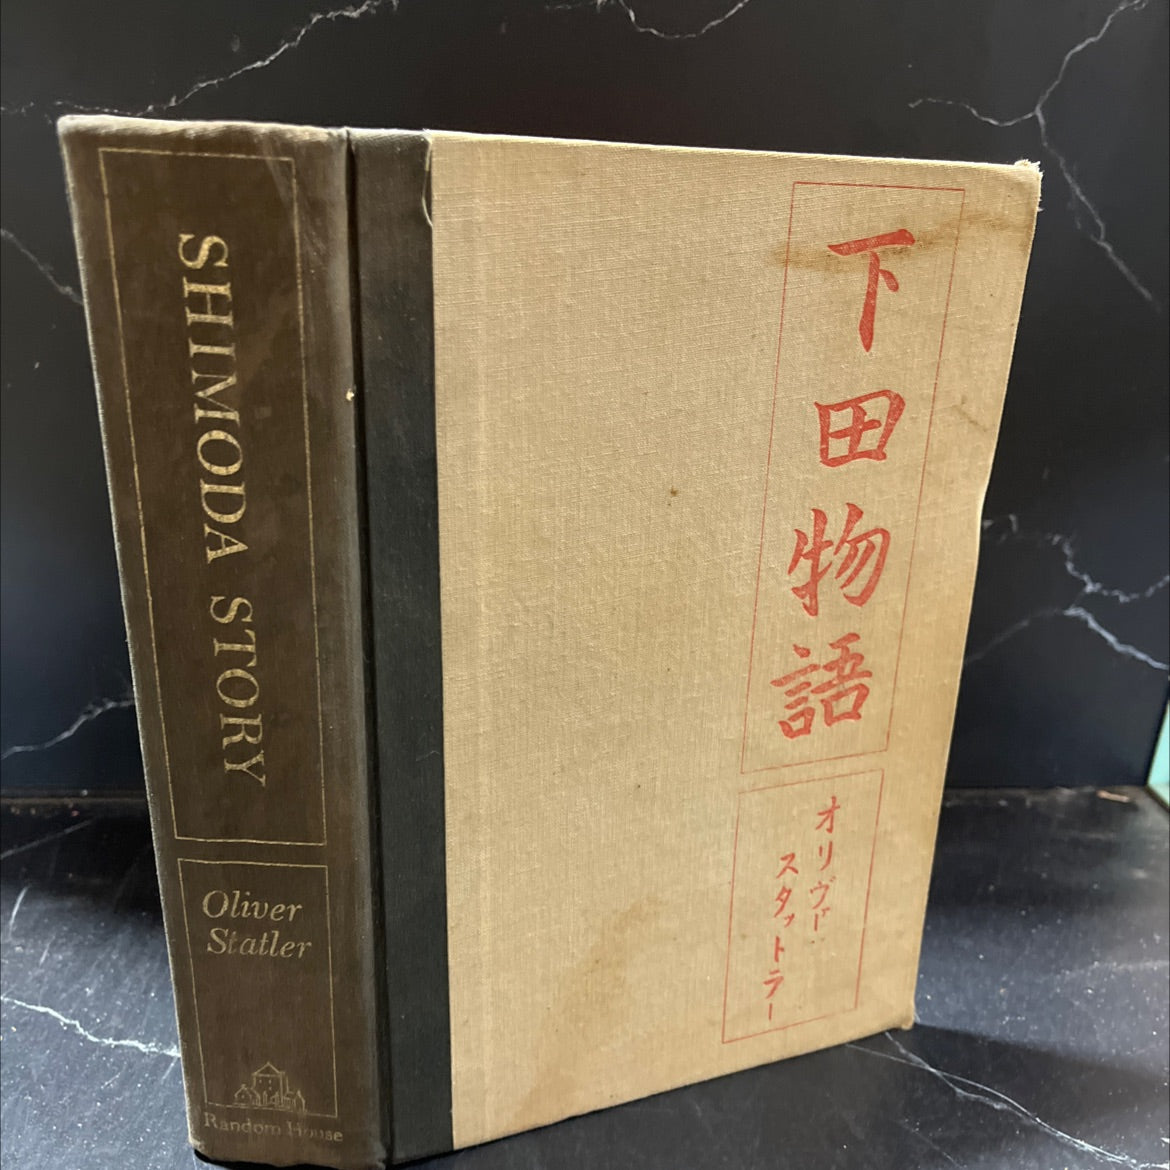 SHIMODA STORY
Oliver
Statler
Random House
下田物語
オリヴァー
スタットラー